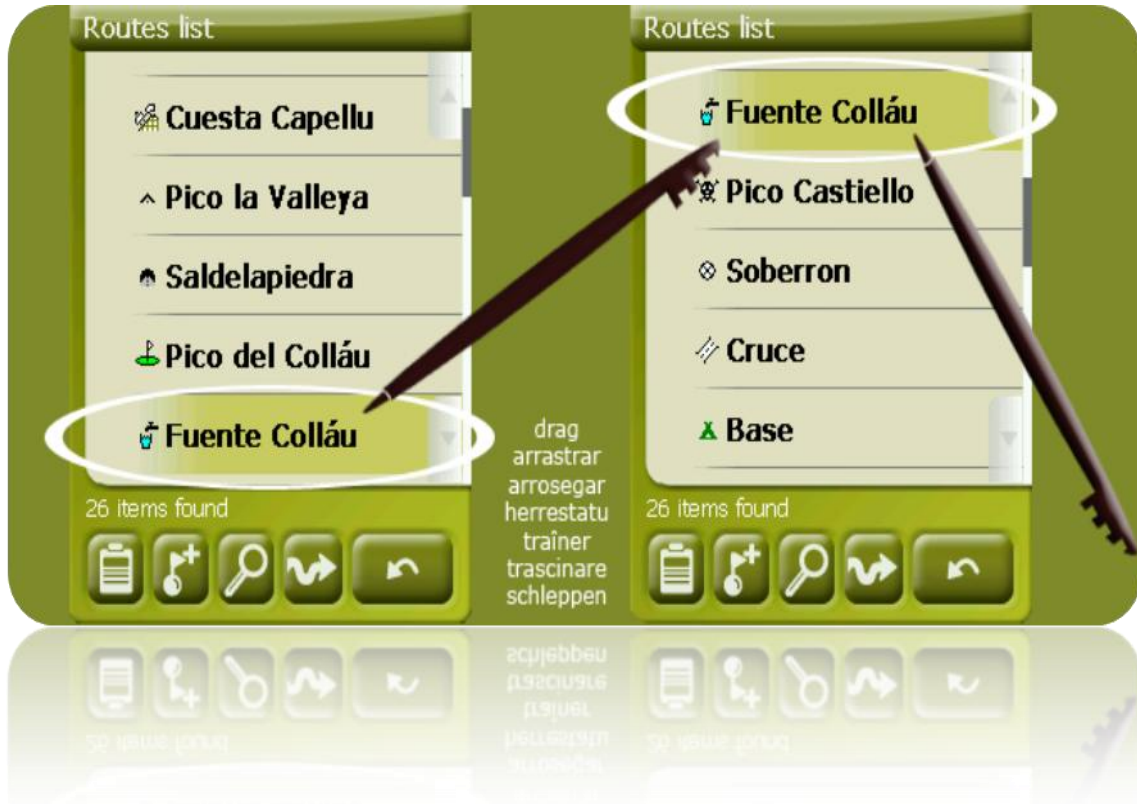 Routes list
Cuesta Capellu
Pico la Valleya
Saldelapiedra
Pico del Colláu
Fuente Colláu
26 items found
drag
arrastrar
arrosegar
herrestatu
traîner
trascinare
schleppen
Routes list
Fuente Colláu
Pico Castiello
Soberron
Cruce
Base
26 items found